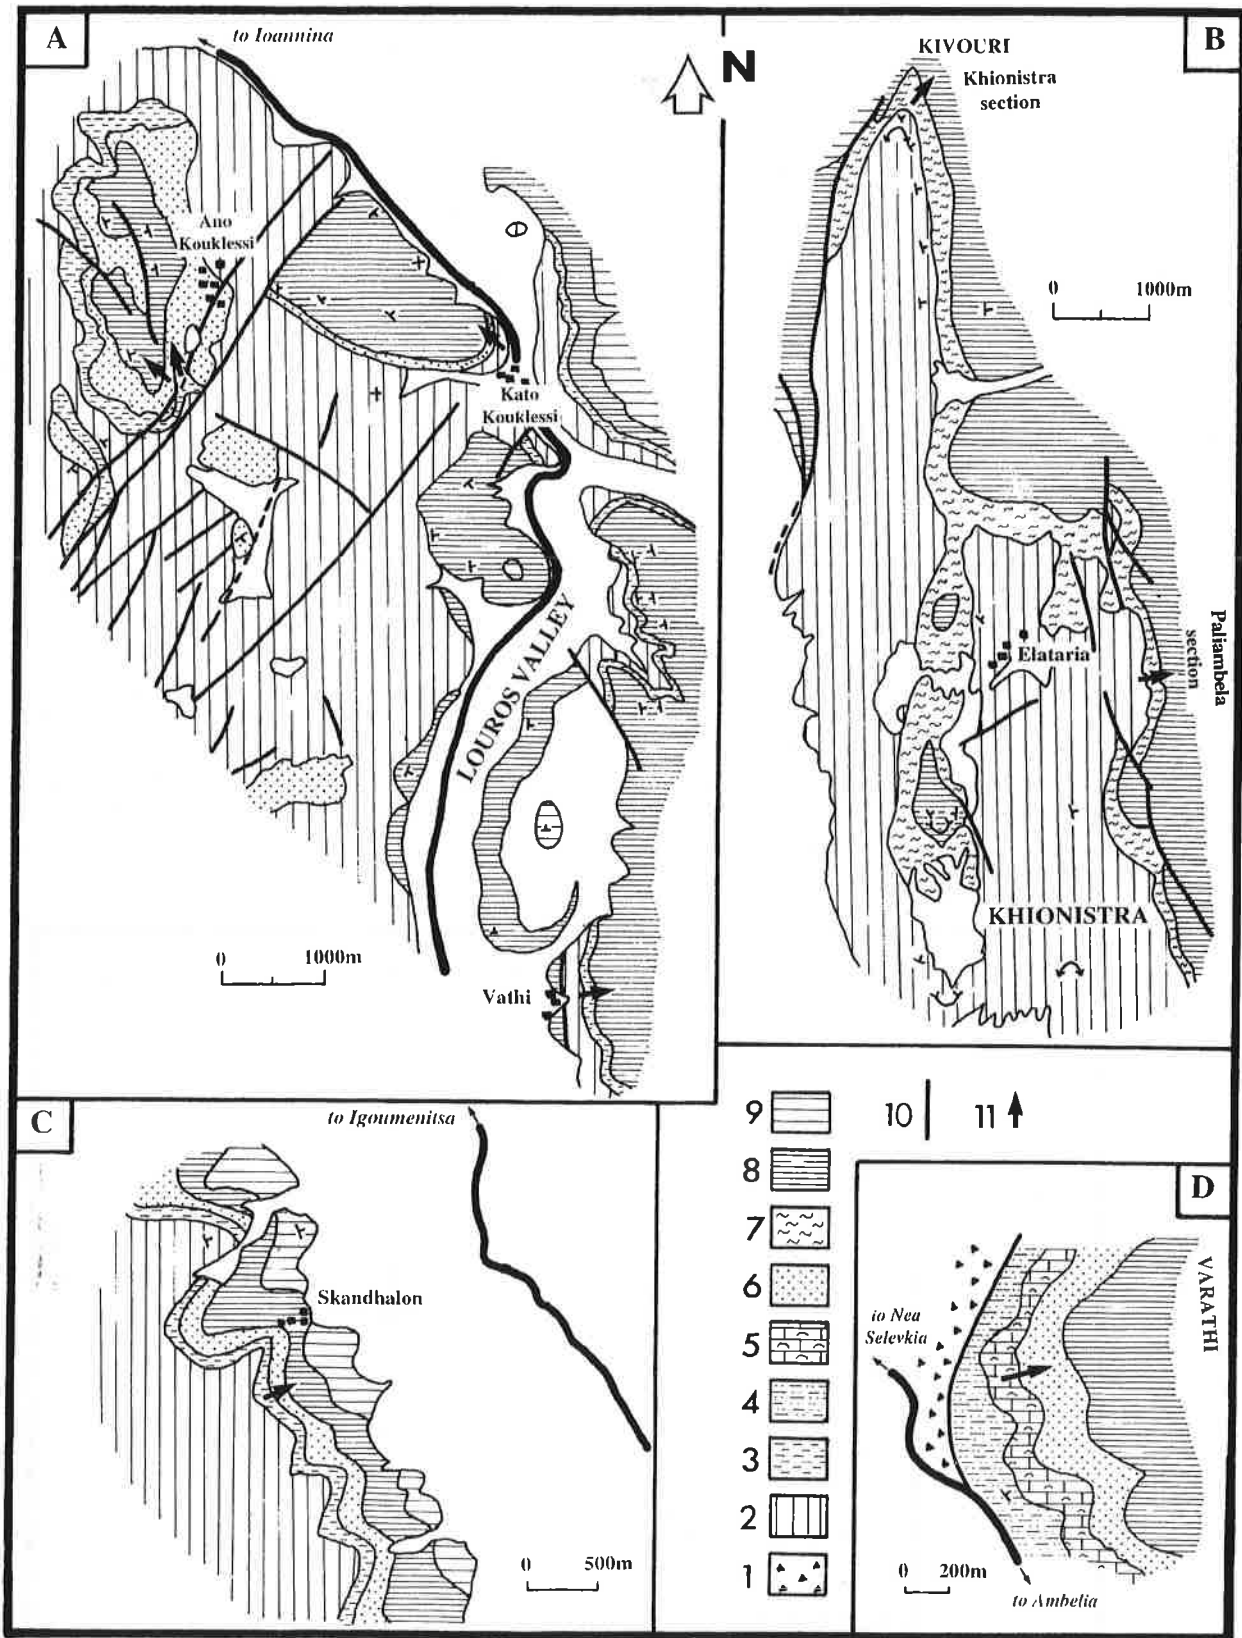 A
to Ioannina
N
B
KIVOURI
Khionistra
section
Ano
Kouklessi
0 1000m
Kato
Kouklessi
LOUROS VALLEY
Elataria
Paliambela
section
KHIONISTRA
0 1000m
Vathi
C
to Igoumenitsa
Skandhalon
0 500m
9
8
7
6
5
4
3
2
1
10
11
D
VARATHI
to Nea
Selevkia
0 200m
to Ambelia